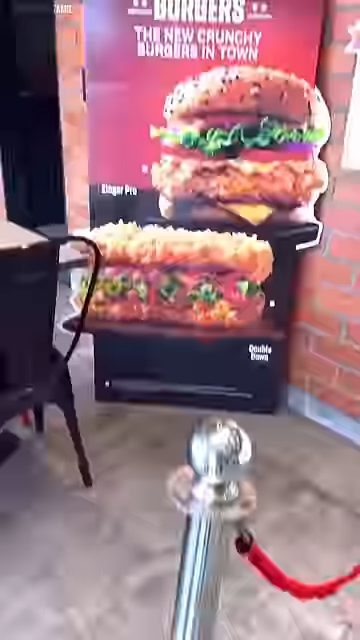 BURGERS
THE NEW CRUNCHY
BURGERS IN TOWN
Zinger Pro
Double
Down